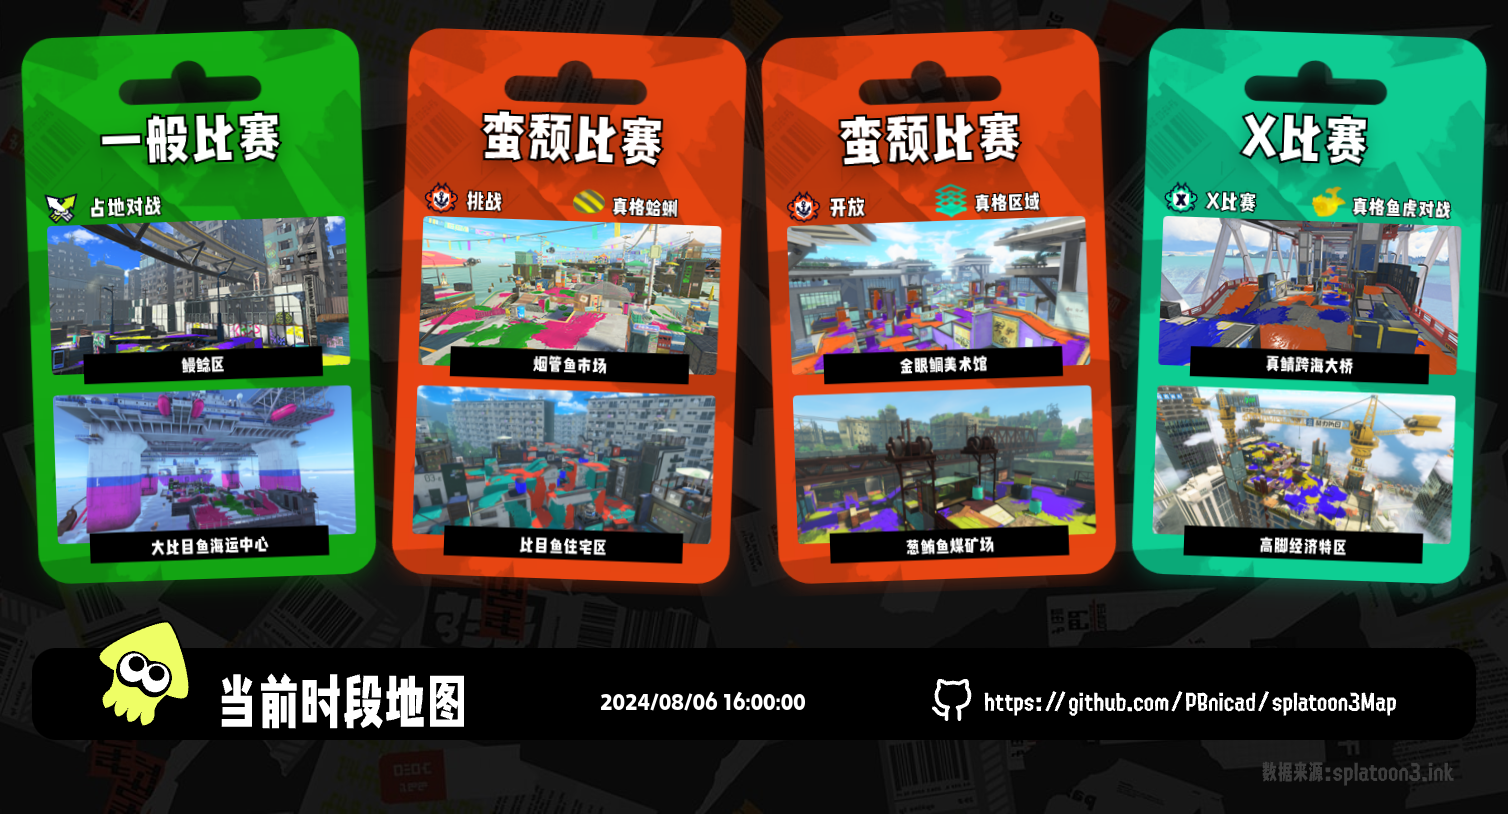 一般比赛
占地对战
鳗鲶区
大比目鱼海运中心
蛮颓比赛
挑战
真格蛤蜊
烟管鱼市场
比目鱼住宅区
蛮颓比赛
开放
真格区域
金眼鲷美术馆
葱鲔鱼煤矿场
X比赛
X比赛
真格鱼虎对战
真鲭跨海大桥
高脚经济特区
当前时段地图
2024/08/06 16:00:00
https://github.com/PBnicad/splatoon3Map
数据来源:splatoon3.ink